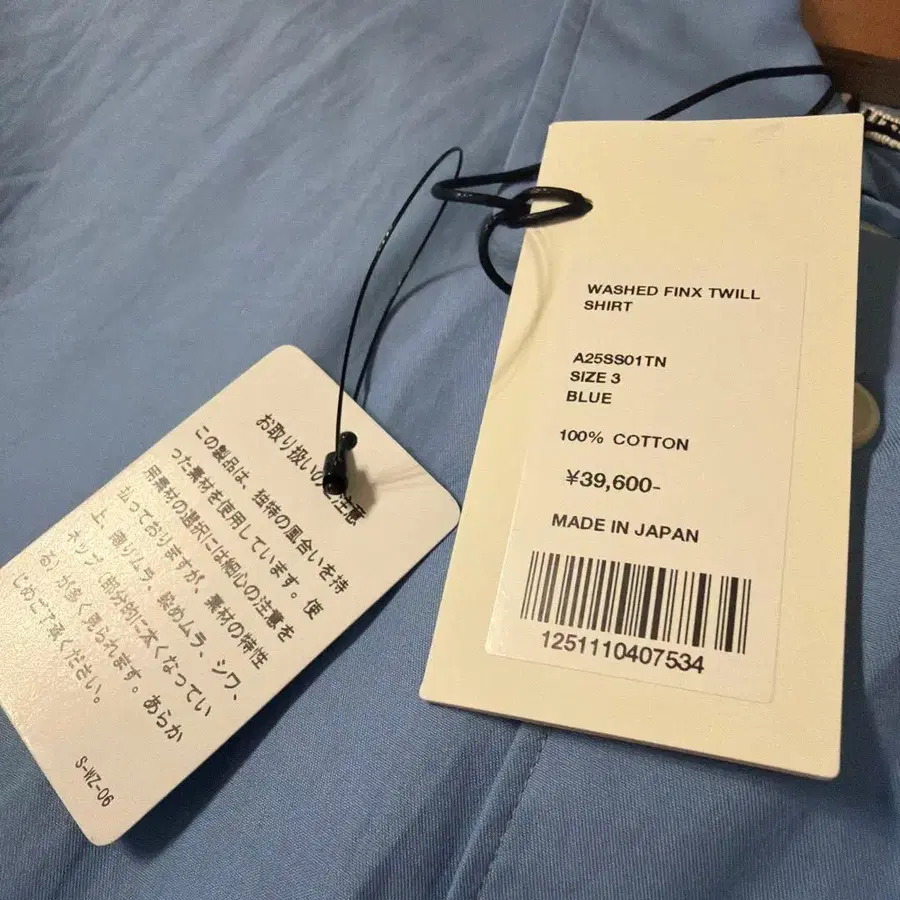 お取り扱いのご注意
この製品は、独特の風合いを持
った素材を使用しています。使
用素材の選択には細心の注意を
払っておりますが、素材の特性
上、織りムラ、染めムラ、シワ、
ネップ（部分的に太くなってい
る）が多く見られます。あらか
じめご了承ください。
S-WZ-06
WASHED FINX TWILL
SHIRT
A25SS01TN
SIZE 3
BLUE
100% COTTON
¥39,600-
MADE IN JAPAN
1251110407534